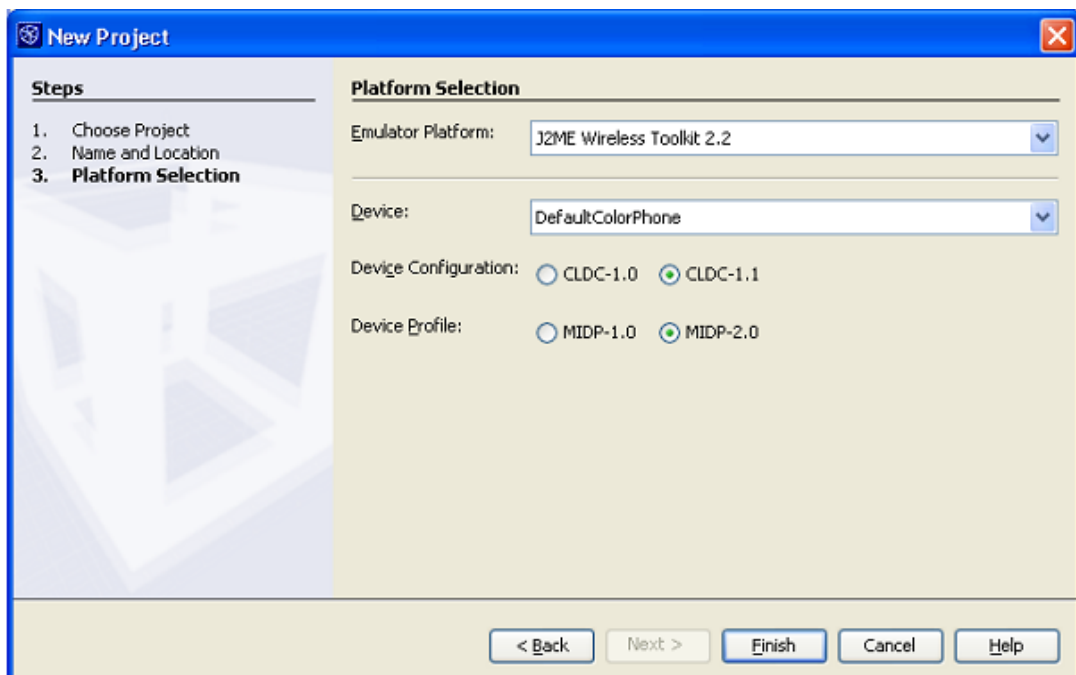 New Project
Steps
1. Choose Project
2. Name and Location
3. Platform Selection
Platform Selection
Emulator Platform: J2ME Wireless Toolkit 2.2
Device: DefaultColorPhone
Device Configuration: CLDC-1.0 CLDC-1.1
Device Profile: MIDP-1.0 MIDP-2.0
< Back Next > Finish Cancel Help